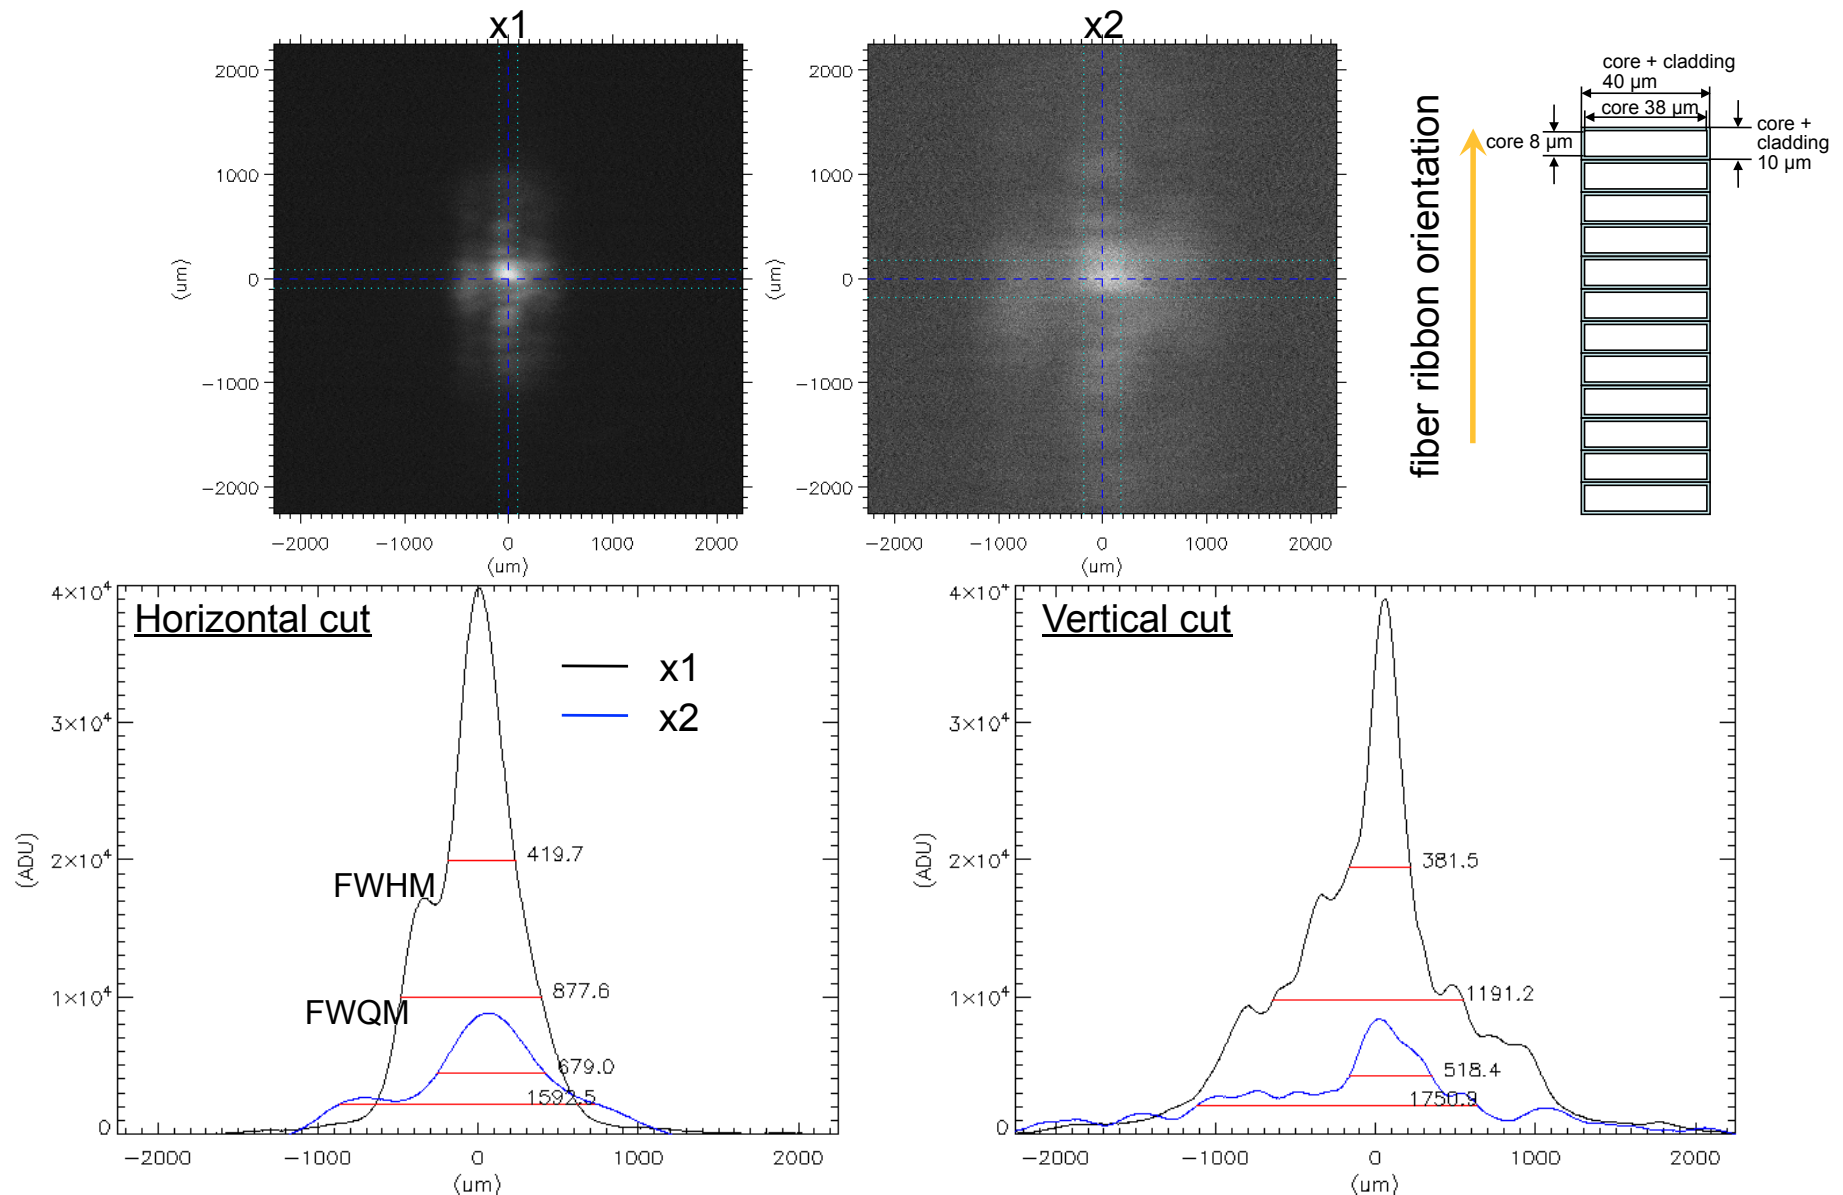 x1
x2
2000
1000
0
−1000
−2000
(um)
−2000 −1000 0 1000 2000
(um)
2000
1000
0
−1000
−2000
(um)
−2000 −1000 0 1000 2000
(um)
fiber ribbon orientation
core + cladding
40 µm
core 38 µm
core 8 µm
core +
cladding
10 µm
Horizontal cut
x1
x2
4×10⁴
3×10⁴
2×10⁴
1×10⁴
0
(ADU)
FWHM
FWQM
419.7
877.6
679.0
1592.5
−2000 −1000 0 1000 2000
(um)
Vertical cut
4×10⁴
3×10⁴
2×10⁴
1×10⁴
0
(ADU)
381.5
1191.2
518.4
1750.9
−2000 −1000 0 1000 2000
(um)